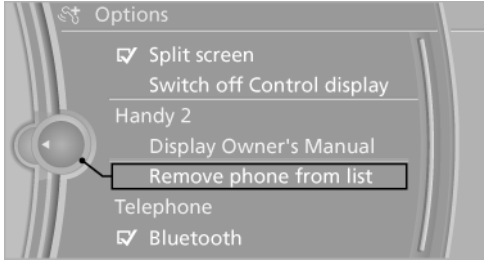 Options
Split screen
Switch off Control display
Handy 2
Display Owner's Manual
Remove phone from list
Telephone
Bluetooth